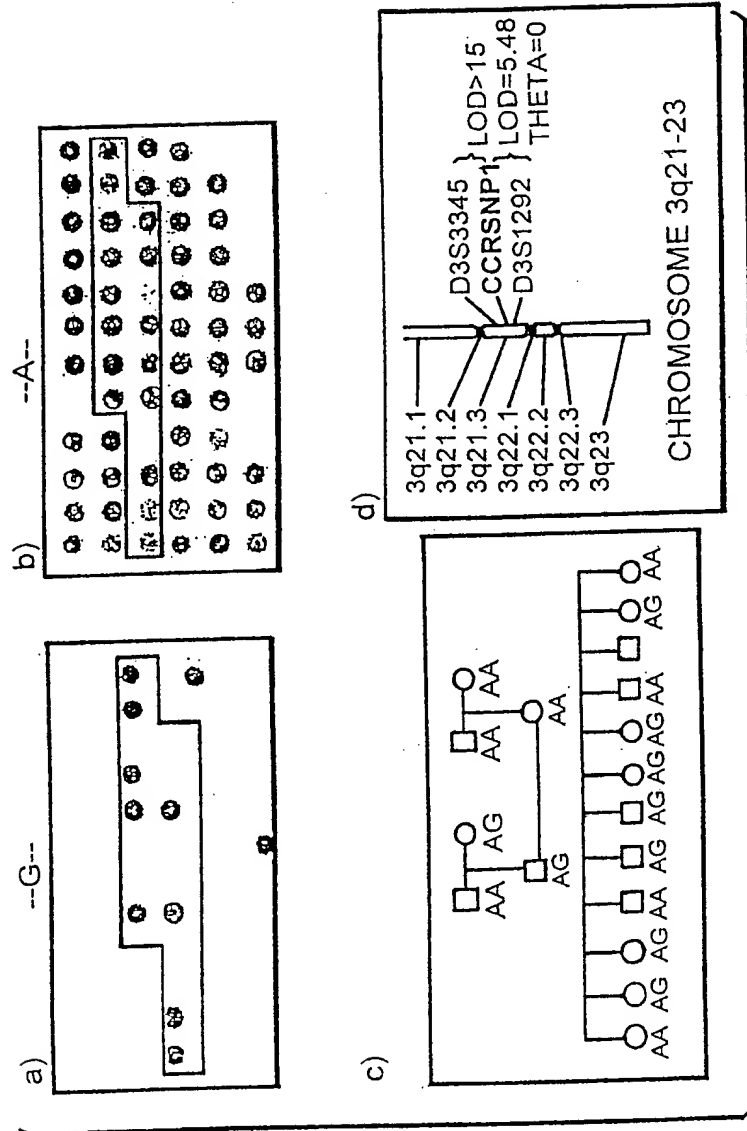 a)
--G--
b)
--A--
c)
AA AG AA AA
AG AA
AA AG AG AA AG AG AGAG AA AG AA
d)
3q21.1
3q21.2
3q21.3
3q22.1
3q22.2
3q22.3
3q23
D3S3345
CCRSNP1
D3S1292
}LOD>15
}LOD=5.48
THETA=0
CHROMOSOME 3q21-23